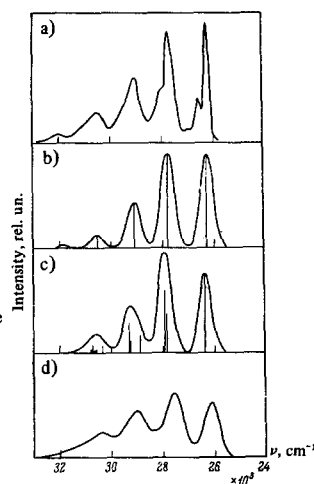 a)
b)
Intensity, rel. un.
c)
d)
32 30 28 26 24
ν, cm⁻¹
×10³